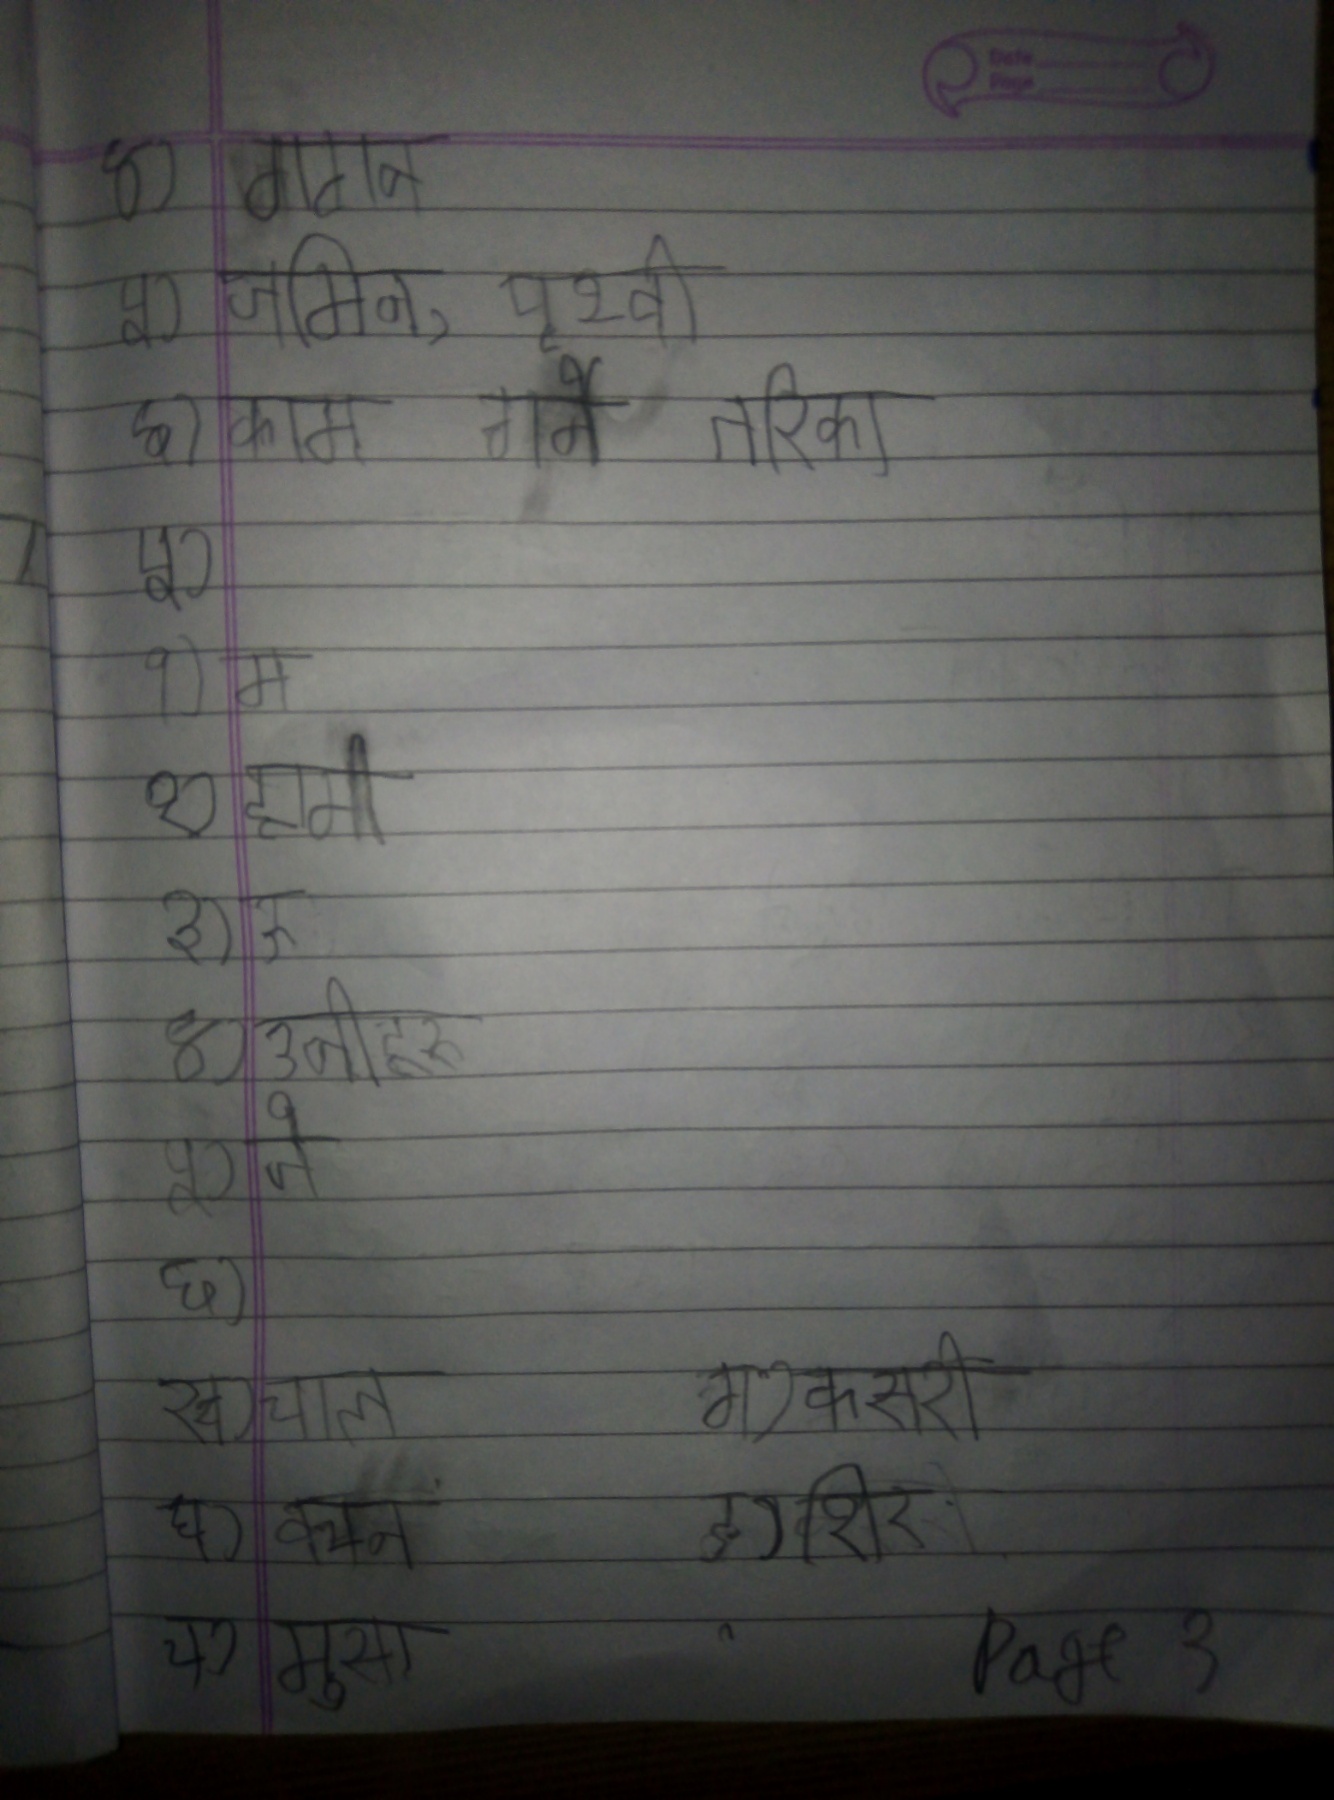 Date
Page
४) मातान
५) जमिन, पृथ्वी
६) काम गर्ने तरिका
५)
१) म
२) हामी
३) ऊ
४) उनीहरु
५) जे
६)
ख) चाल ग) कसरी
घ) वचन ङ) शिर
च) मुसा Page 3